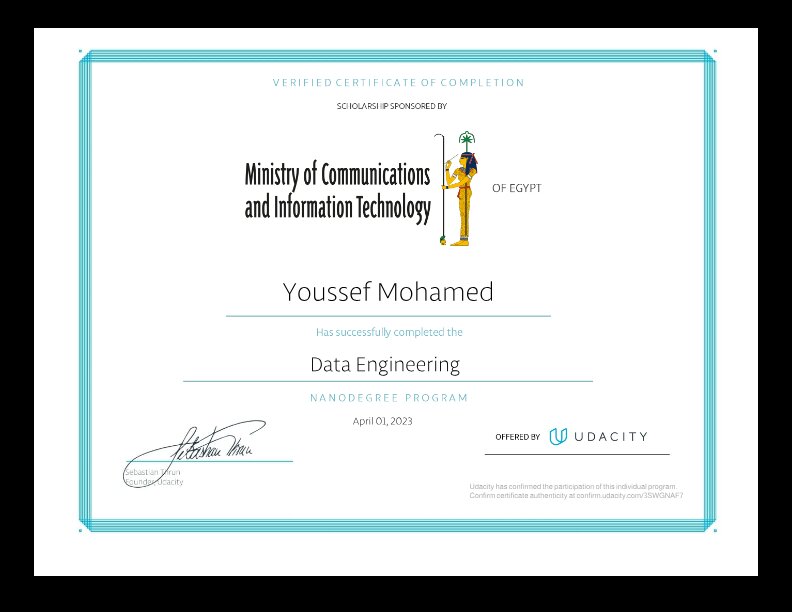 VERIFIED CERTIFICATE OF COMPLETION
SCHOLARSHIP SPONSORED BY
Ministry of Communications
and Information Technology
OF EGYPT
Youssef Mohamed
Has successfully completed the
Data Engineering
NANODEGREE PROGRAM
April 01, 2023
Sebastian Thrun
OFFERED BY UDACITY
Sebastian Thrun
Founder, Udacity
Udacity has confirmed the participation of this individual program.
Confirm certificate authenticity at confirm.udacity.com/3SWGNAF7